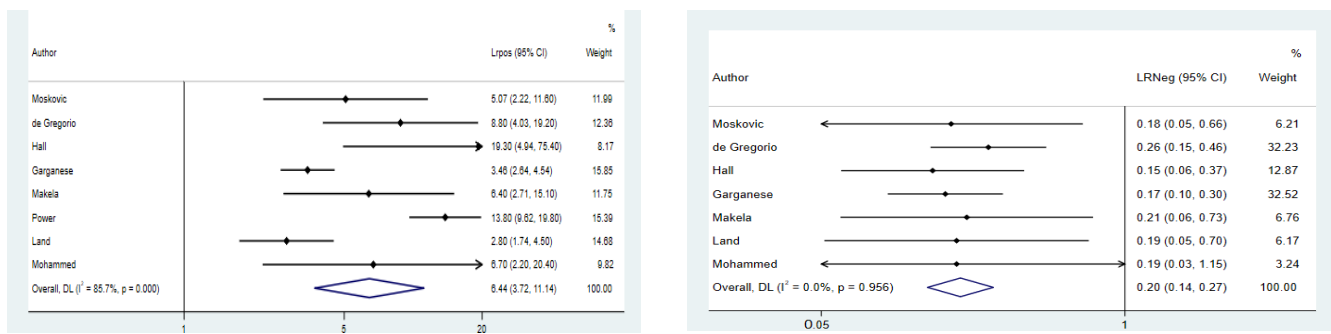 %
Author Lrpos (95% CI) Weight
Moskovic 5.07 (2.22, 11.60) 11.99
de Gregorio 8.80 (4.03, 19.20) 12.36
Hall 19.30 (4.94, 75.40) 8.17
Garganese 3.46 (2.64, 4.54) 15.85
Makela 6.40 (2.71, 15.10) 11.75
Power 13.80 (9.62, 19.80) 15.39
Land 2.80 (1.74, 4.50) 14.68
Mohammed 6.70 (2.20, 20.40) 9.82
Overall, DL (I² = 85.7%, p = 0.000) 6.44 (3.72, 11.14) 100.00
1 5 20
%
Author LRNeg (95% CI) Weight
Moskovic 0.18 (0.05, 0.66) 6.21
de Gregorio 0.26 (0.15, 0.46) 32.23
Hall 0.15 (0.06, 0.37) 12.87
Garganese 0.17 (0.10, 0.30) 32.52
Makela 0.21 (0.06, 0.73) 6.76
Land 0.19 (0.05, 0.70) 6.17
Mohammed 0.19 (0.03, 1.15) 3.24
Overall, DL (I² = 0.0%, p = 0.956) 0.20 (0.14, 0.27) 100.00
0.05 1